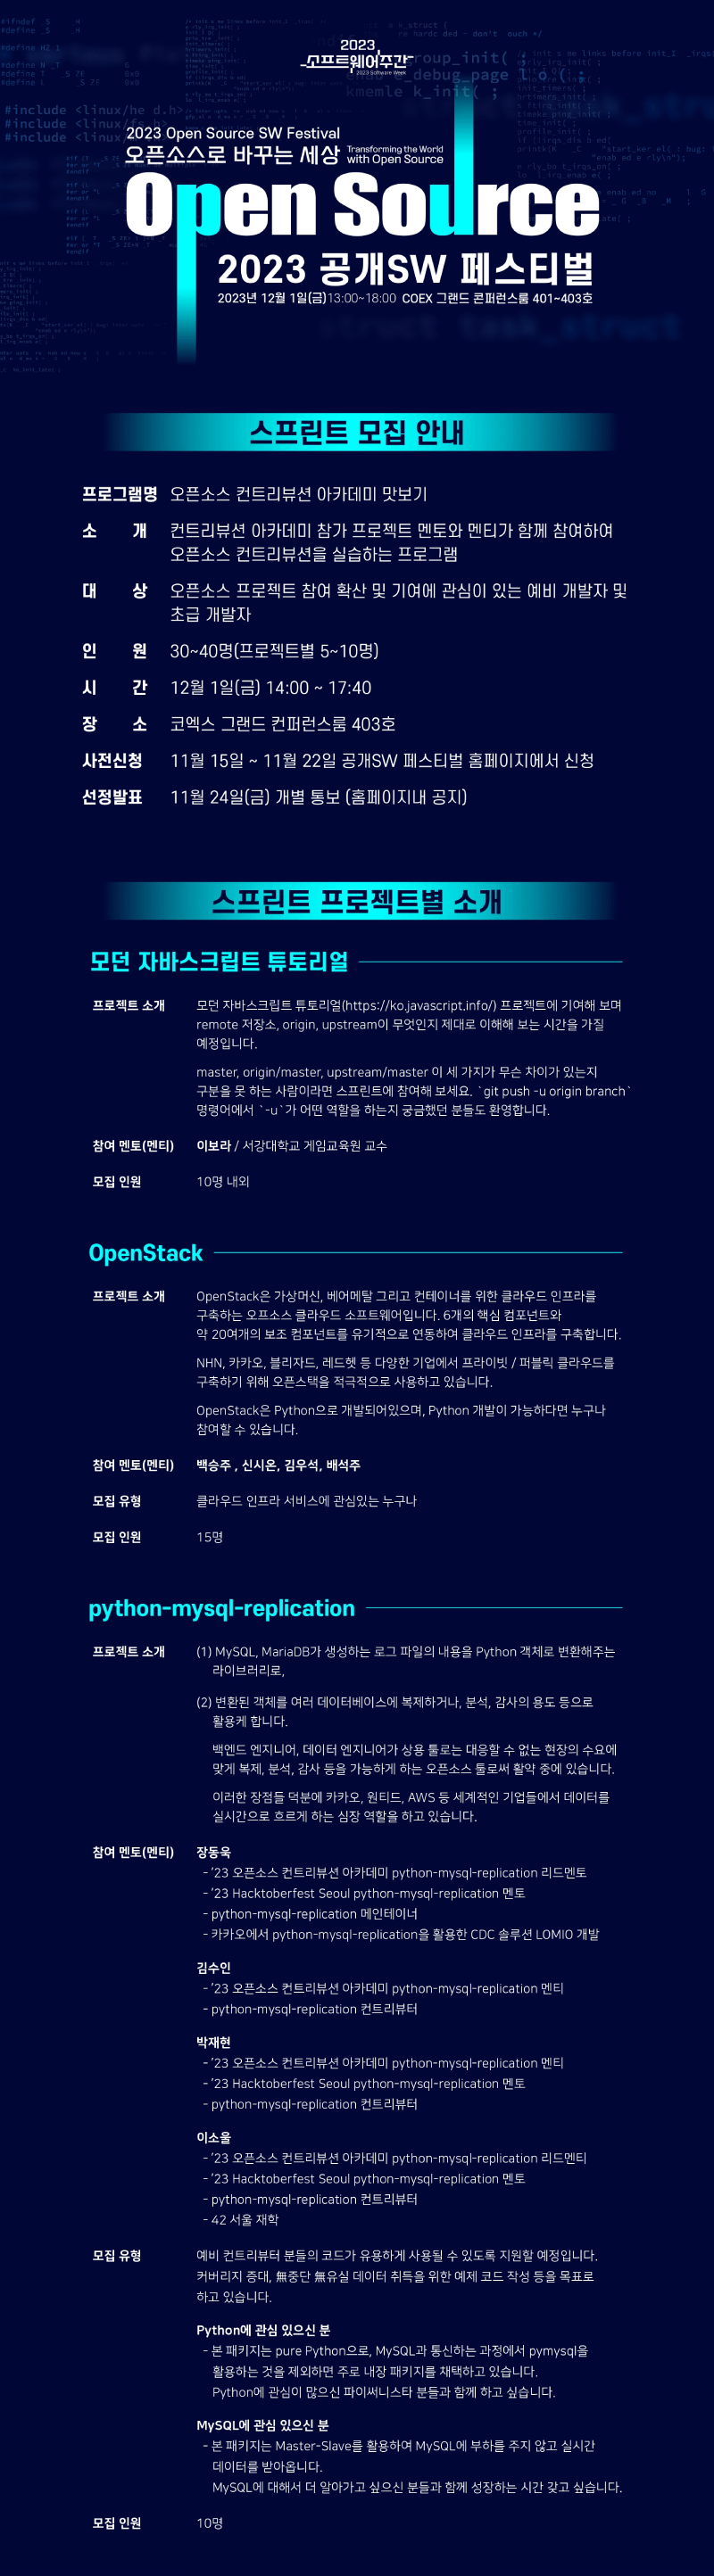 2023
소프트웨어주간
2023 Software Week
#include <linux/fs.h>
2023 Open Source SW Festival
오픈소스로 바꾸는 세상 Transforming the World with Open Source
Open Source
2023 공개SW 페스티벌
2023년 12월 1일(금)13:00~18:00 COEX 그랜드 콘퍼런스룸 401~403호
스프린트 모집 안내
프로그램명 오픈소스 컨트리뷰션 아카데미 맛보기
소 개 컨트리뷰션 아카데미 참가 프로젝트 멘토와 멘티가 함께 참여하여
오픈소스 컨트리뷰션을 실습하는 프로그램
대 상 오픈소스 프로젝트 참여 확산 및 기여에 관심이 있는 예비 개발자 및
초급 개발자
인 원 30~40명(프로젝트별 5~10명)
시 간 12월 1일(금) 14:00 ~ 17:40
장 소 코엑스 그랜드 컨퍼런스룸 403호
사전신청 11월 15일 ~ 11월 22일 공개SW 페스티벌 홈페이지에서 신청
선정발표 11월 24일(금) 개별 통보 (홈페이지내 공지)
스프린트 프로젝트별 소개
모던 자바스크립트 튜토리얼
프로젝트 소개 모던 자바스크립트 튜토리얼(https://ko.javascript.info/) 프로젝트에 기여해 보며
remote 저장소, origin, upstream이 무엇인지 제대로 이해해 보는 시간을 가질
예정입니다.
master, origin/master, upstream/master 이 세 가지가 무슨 차이가 있는지
구분을 못 하는 사람이라면 스프린트에 참여해 보세요. `git push -u origin branch`
명령어에서 `-u`가 어떤 역할을 하는지 궁금했던 분들도 환영합니다.
참여 멘토(멘티) 이보라 / 서강대학교 게임교육원 교수
모집 인원 10명 내외
OpenStack
프로젝트 소개 OpenStack은 가상머신, 베어메탈 그리고 컨테이너를 위한 클라우드 인프라를
구축하는 오프소스 클라우드 소프트웨어입니다. 6개의 핵심 컴포넌트와
약 20여개의 보조 컴포넌트를 유기적으로 연동하여 클라우드 인프라를 구축합니다.
NHN, 카카오, 블리자드, 레드헷 등 다양한 기업에서 프라이빗 / 퍼블릭 클라우드를
구축하기 위해 오픈스택을 적극적으로 사용하고 있습니다.
OpenStack은 Python으로 개발되어있으며, Python 개발이 가능하다면 누구나
참여할 수 있습니다.
참여 멘토(멘티) 백승주 , 신시온, 김우석, 배석주
모집 유형 클라우드 인프라 서비스에 관심있는 누구나
모집 인원 15명
python-mysql-replication
프로젝트 소개 (1) MySQL, MariaDB가 생성하는 로그 파일의 내용을 Python 객체로 변환해주는
라이브러리로,
(2) 변환된 객체를 여러 데이터베이스에 복제하거나, 분석, 감사의 용도 등으로
활용케 합니다.
백엔드 엔지니어, 데이터 엔지니어가 상용 툴로는 대응할 수 없는 현장의 수요에
맞게 복제, 분석, 감사 등을 가능하게 하는 오픈소스 툴로써 활약 중에 있습니다.
이러한 장점들 덕분에 카카오, 원티드, AWS 등 세계적인 기업들에서 데이터를
실시간으로 흐르게 하는 심장 역할을 하고 있습니다.
참여 멘토(멘티) 장동욱
- '23 오픈소스 컨트리뷰션 아카데미 python-mysql-replication 리드멘토
- '23 Hacktoberfest Seoul python-mysql-replication 멘토
- python-mysql-replication 메인테이너
- 카카오에서 python-mysql-replication을 활용한 CDC 솔루션 LOMIO 개발
김수인
- '23 오픈소스 컨트리뷰션 아카데미 python-mysql-replication 멘티
- python-mysql-replication 컨트리뷰터
박재현
- '23 오픈소스 컨트리뷰션 아카데미 python-mysql-replication 멘티
- '23 Hacktoberfest Seoul python-mysql-replication 멘토
- python-mysql-replication 컨트리뷰터
이소울
- '23 오픈소스 컨트리뷰션 아카데미 python-mysql-replication 리드멘티
- '23 Hacktoberfest Seoul python-mysql-replication 멘토
- python-mysql-replication 컨트리뷰터
- 42 서울 재학
모집 유형 예비 컨트리뷰터 분들의 코드가 유용하게 사용될 수 있도록 지원할 예정입니다.
커버리지 증대, 無중단 無유실 데이터 취득을 위한 예제 코드 작성 등을 목표로
하고 있습니다.
Python에 관심 있으신 분
- 본 패키지는 pure Python으로, MySQL과 통신하는 과정에서 pymysql을
활용하는 것을 제외하면 주로 내장 패키지를 채택하고 있습니다.
Python에 관심이 많으신 파이써니스타 분들과 함께 하고 싶습니다.
MySQL에 관심 있으신 분
- 본 패키지는 Master-Slave를 활용하여 MySQL에 부하를 주지 않고 실시간
데이터를 받아옵니다.
MySQL에 대해서 더 알아가고 싶으신 분들과 함께 성장하는 시간 갖고 싶습니다.
모집 인원 10명